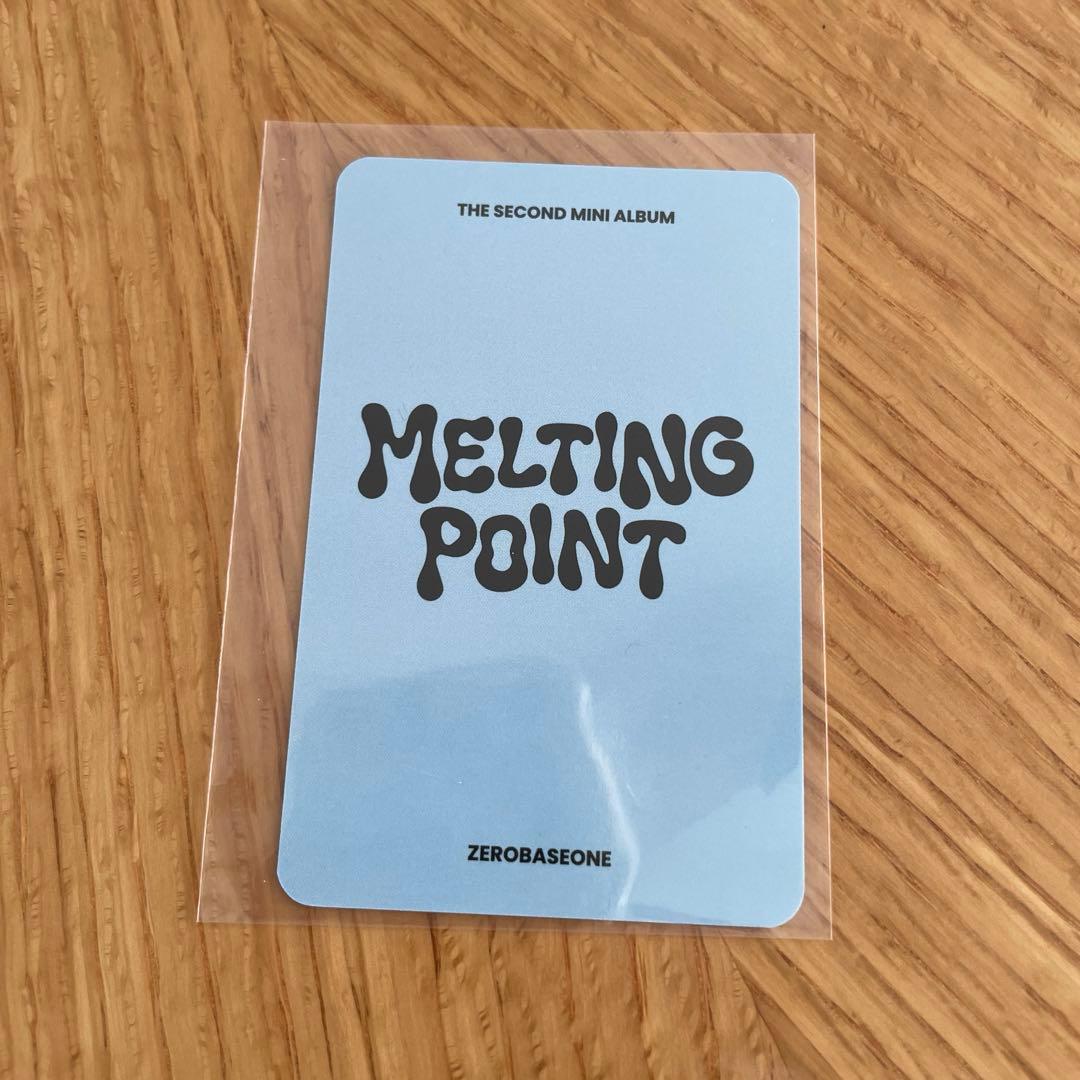 THE SECOND MINI ALBUM
MELTING
POINT
ZEROBASEONE